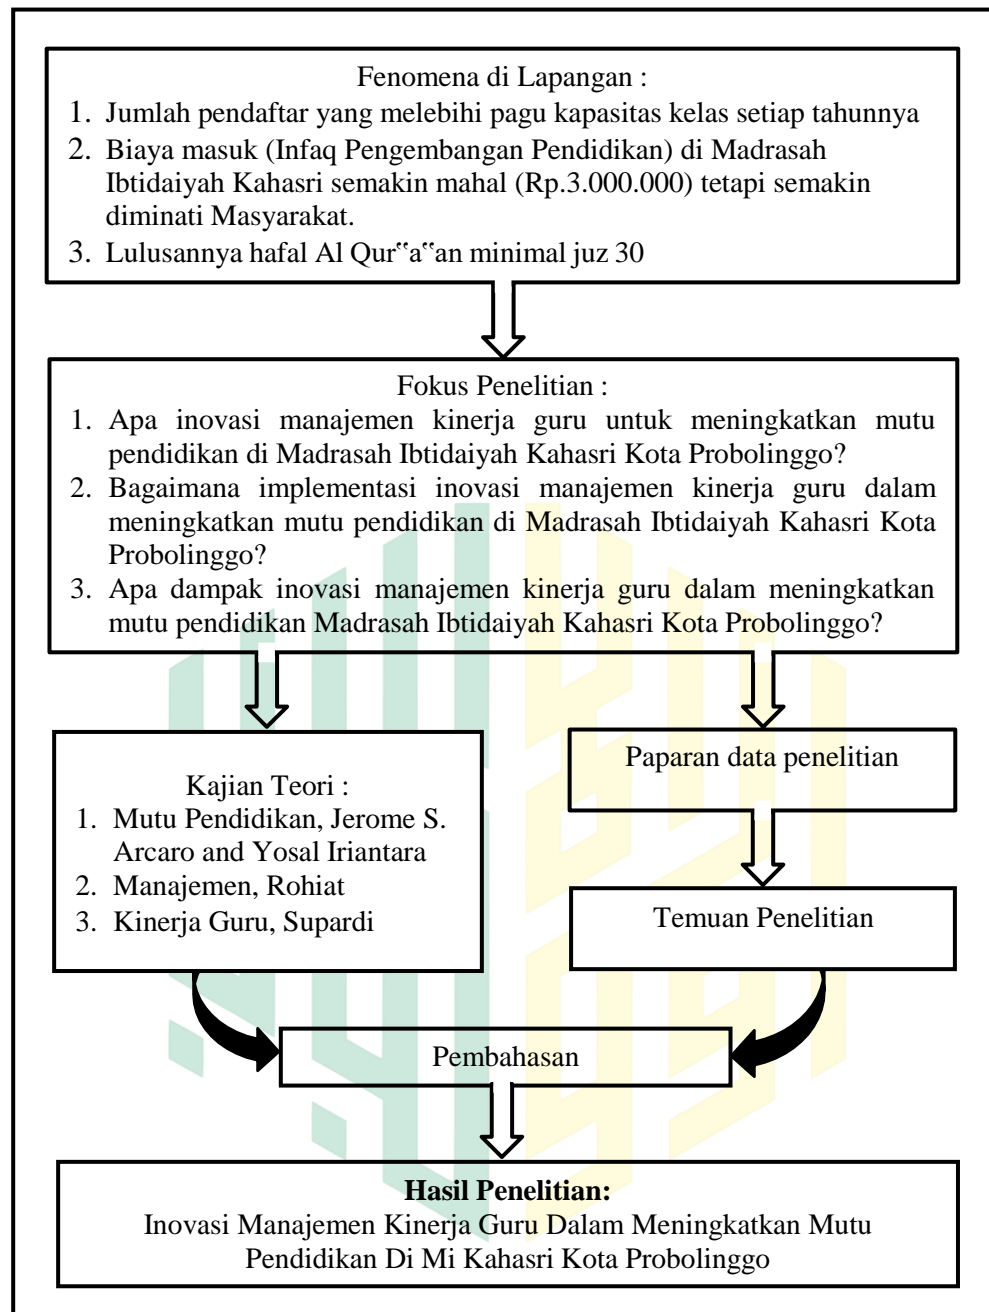 Fenomena di Lapangan :
1. Jumlah pendaftar yang melebihi pagu kapasitas kelas setiap tahunnya
2. Biaya masuk (Infaq Pengembangan Pendidikan) di Madrasah
Ibtidaiyah Kahasri semakin mahal (Rp.3.000.000) tetapi semakin
diminati Masyarakat.
3. Lulusannya hafal Al Qur‟‟a‟‟an minimal juz 30
Fokus Penelitian :
1. Apa inovasi manajemen kinerja guru untuk meningkatkan mutu
pendidikan di Madrasah Ibtidaiyah Kahasri Kota Probolinggo?
2. Bagaimana implementasi inovasi manajemen kinerja guru dalam
meningkatkan mutu pendidikan di Madrasah Ibtidaiyah Kahasri Kota
Probolinggo?
3. Apa dampak inovasi manajemen kinerja guru dalam meningkatkan
mutu pendidikan Madrasah Ibtidaiyah Kahasri Kota Probolinggo?
Kajian Teori :
1. Mutu Pendidikan, Jerome S.
Arcaro and Yosal Iriantara
2. Manajemen, Rohiat
3. Kinerja Guru, Supardi
Paparan data penelitian
Temuan Penelitian
Pembahasan
Hasil Penelitian:
Inovasi Manajemen Kinerja Guru Dalam Meningkatkan Mutu
Pendidikan Di Mi Kahasri Kota Probolinggo